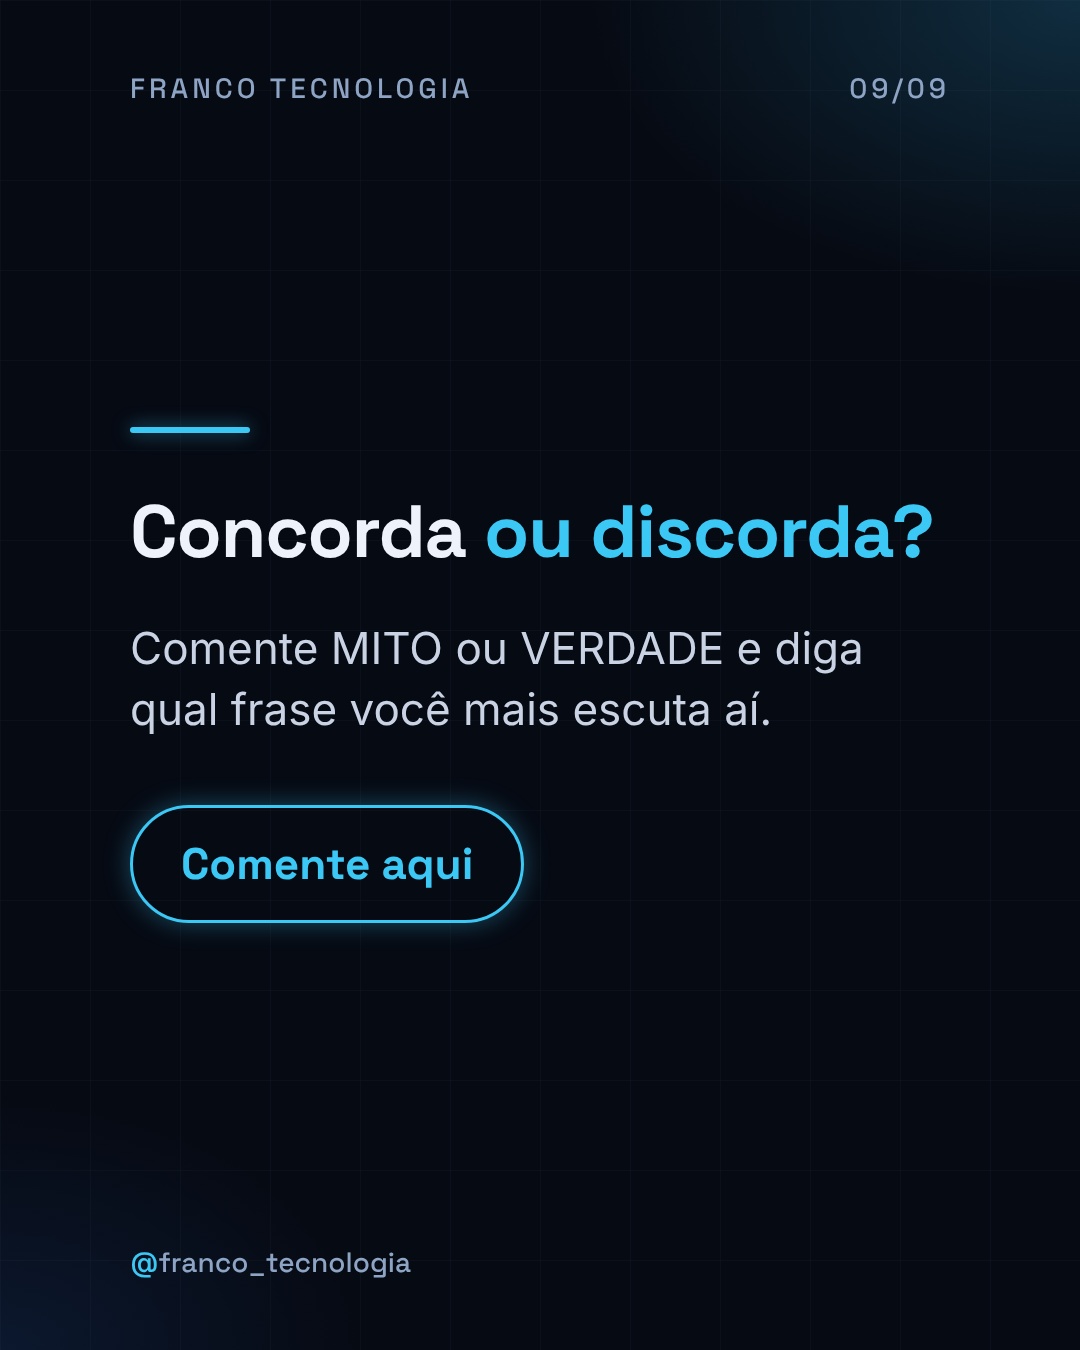 FRANCO TECNOLOGIA 09/09
Concorda ou discorda?
Comente MITO ou VERDADE e diga
qual frase você mais escuta aí.
Comente aqui
@franco_tecnologia